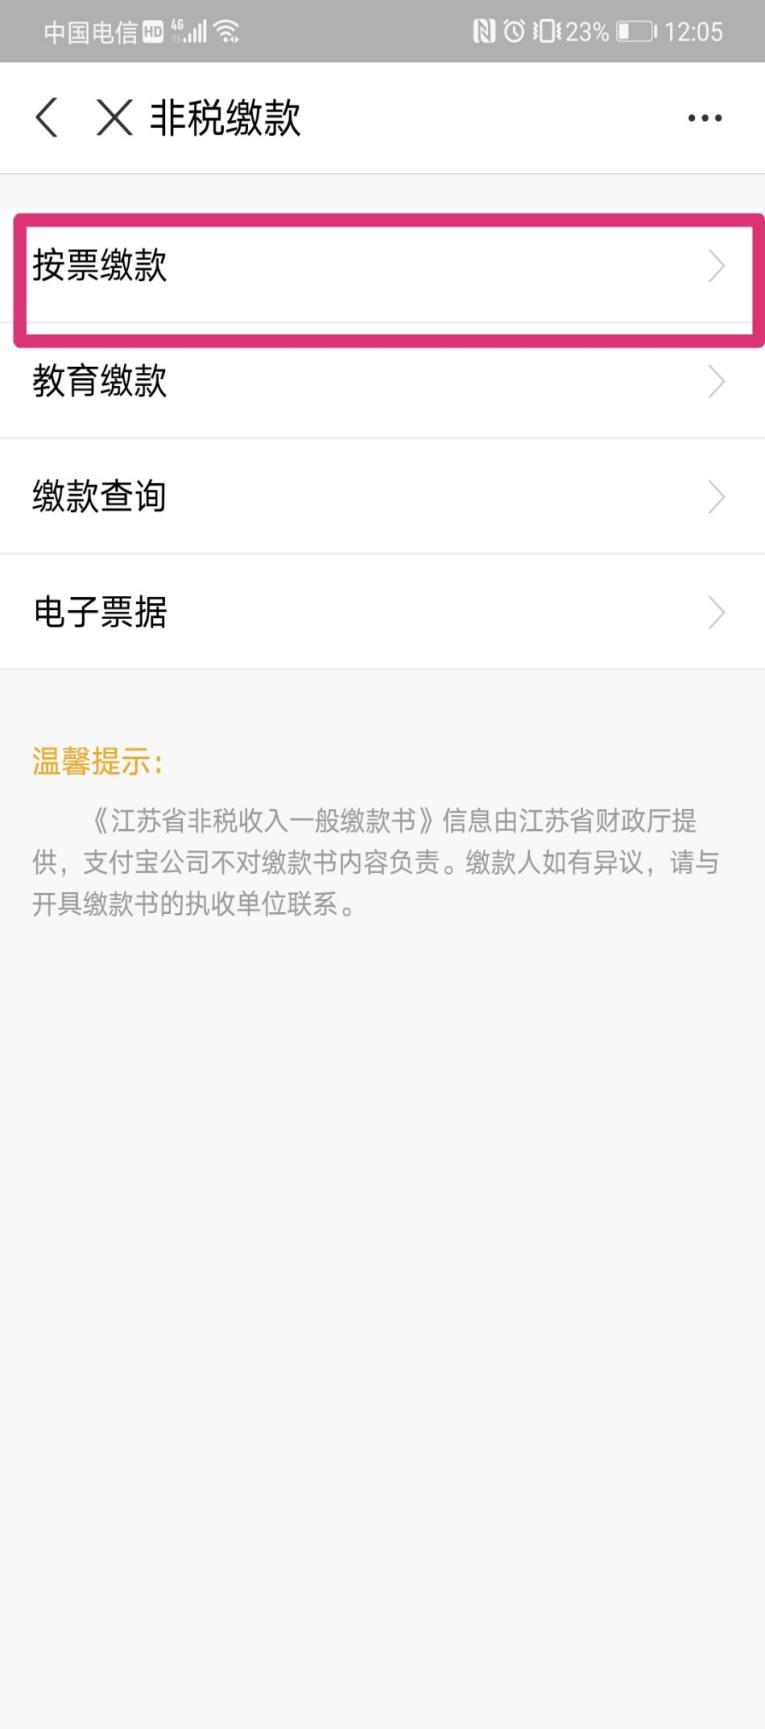 中国电信 HD 4G 23% 12:05
非税缴款
按票缴款
教育缴款
缴款查询
电子票据
温馨提示：
《江苏省非税收入一般缴款书》信息由江苏省财政厅提
供，支付宝公司不对缴款书内容负责。缴款人如有异议，请与
开具缴款书的执收单位联系。